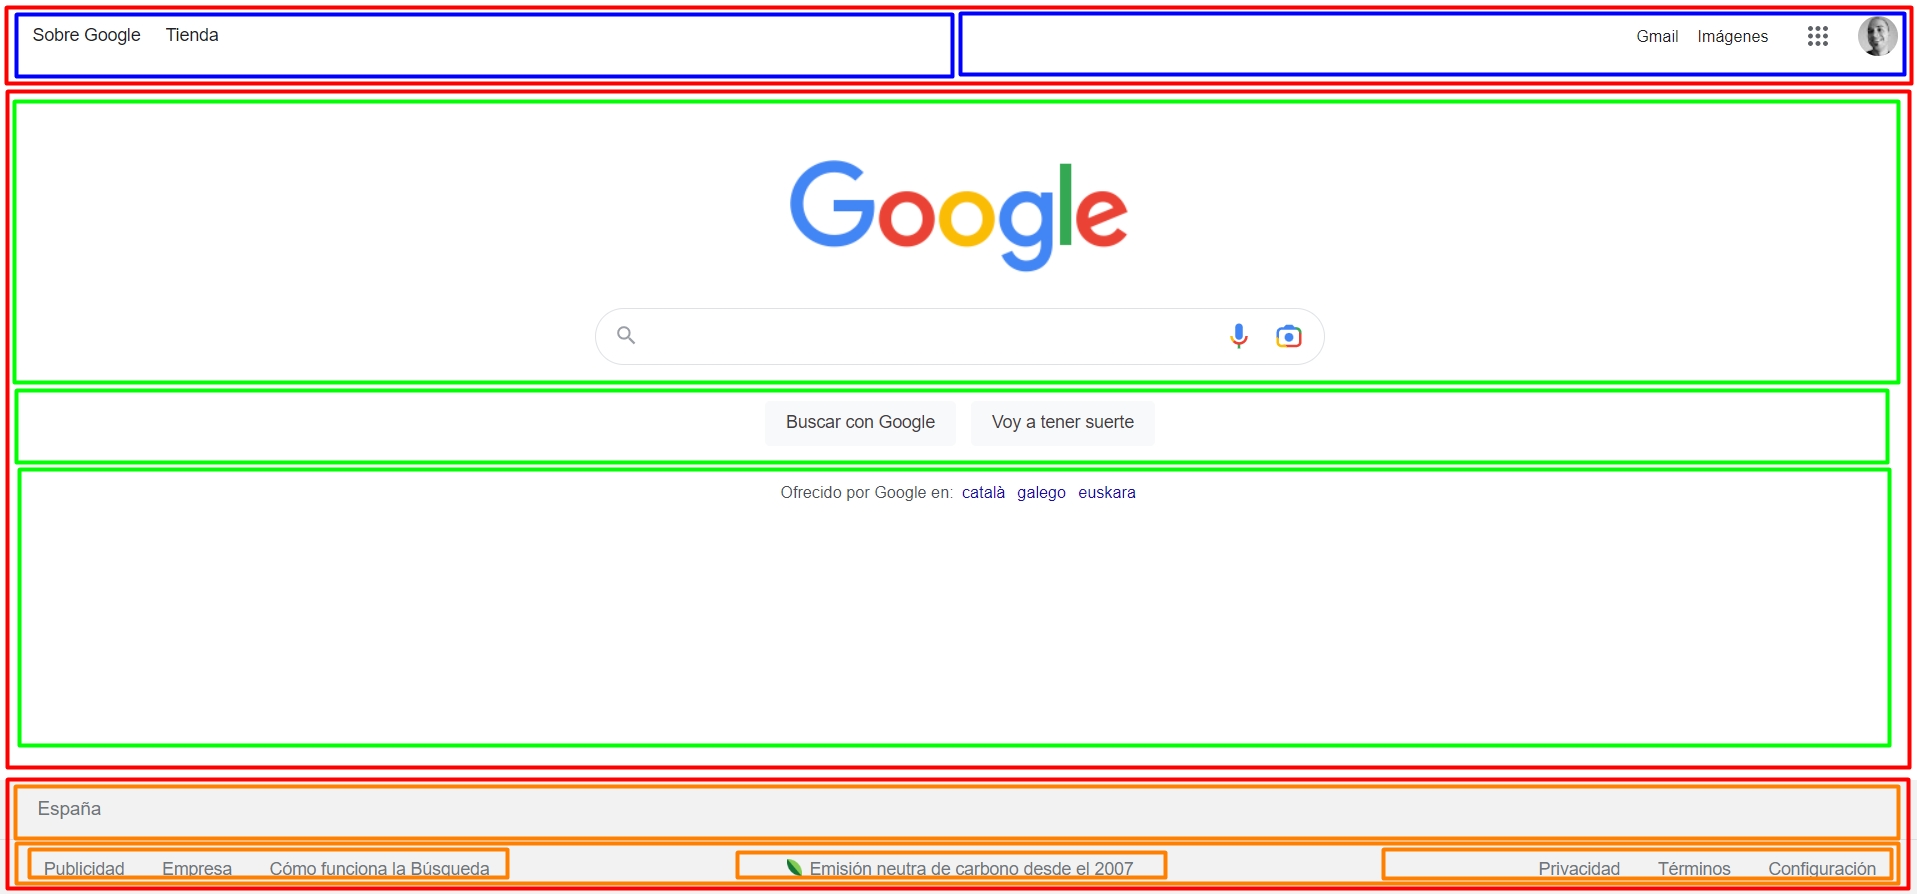 Sobre Google Tienda Gmail Imágenes
Google
Buscar con Google Voy a tener suerte
Ofrecido por Google en: català galego euskara
España
Publicidad Empresa Cómo funciona la Búsqueda Emisión neutra de carbono desde el 2007 Privacidad Términos Configuración